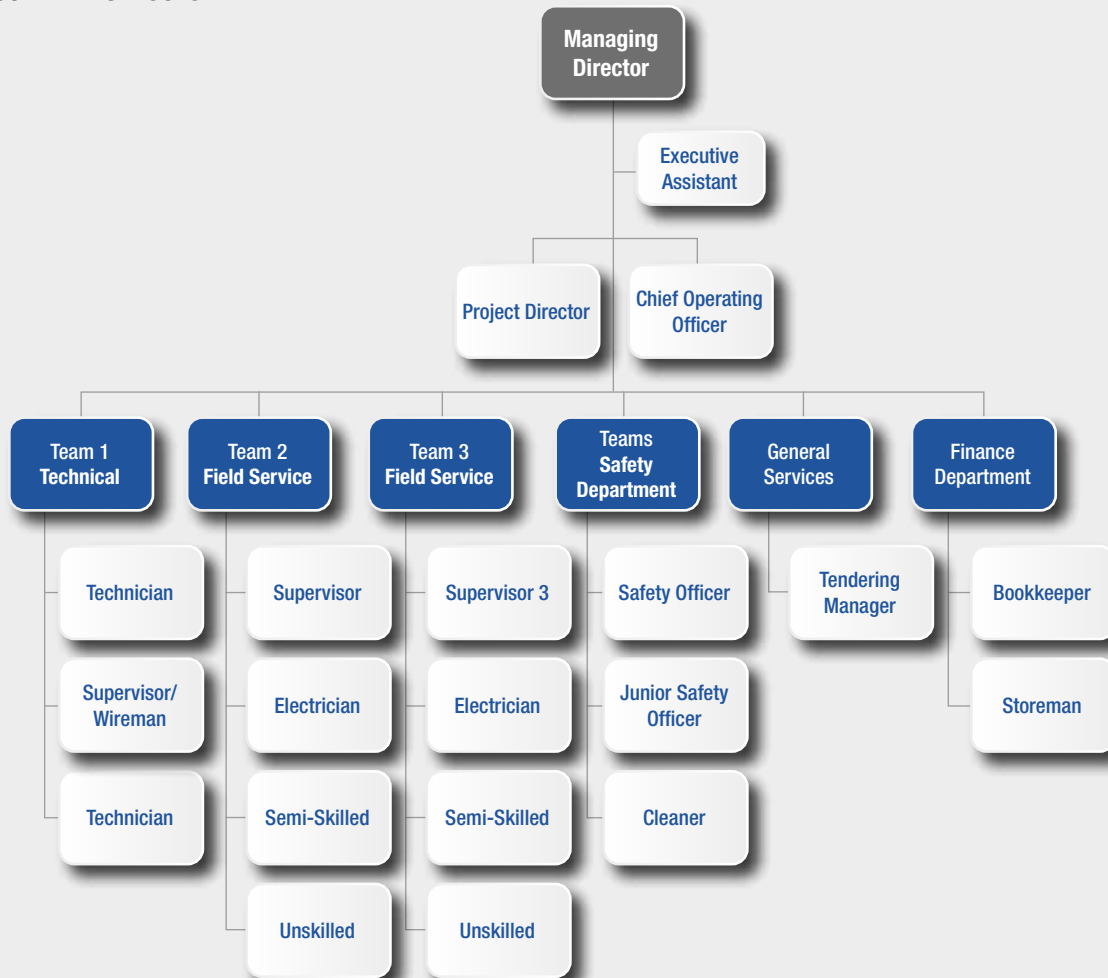 Managing
Director
Executive
Assistant
Project Director
Chief Operating
Officer
Team 1
Technical
Team 2
Field Service
Team 3
Field Service
Teams
Safety
Department
General
Services
Finance
Department
Technician
Supervisor
Supervisor 3
Safety Officer
Tendering
Manager
Bookkeeper
Supervisor/
Wireman
Electrician
Electrician
Junior Safety
Officer
Storeman
Technician
Semi-Skilled
Semi-Skilled
Cleaner
Unskilled
Unskilled